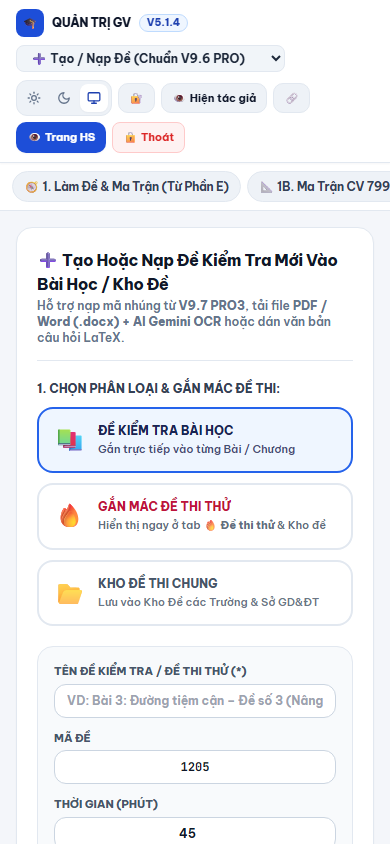 QUẢN TRỊ GV V5.1.4
➕ Tạo / Nạp Đề (Chuẩn V9.6 PRO)
Hiện tác giả
Trang HS Thoát
1. Làm Đề & Ma Trận (Từ Phần E) 1B. Ma Trận CV 799
➕ Tạo Hoặc Nạp Đề Kiểm Tra Mới Vào
Bài Học / Kho Đề
Hỗ trợ nạp mã nhúng từ V9.7 PRO3, tải file PDF /
Word (.docx) + AI Gemini OCR hoặc dán văn bản
câu hỏi LaTeX.
1. CHỌN PHÂN LOẠI & GẮN MÁC ĐỀ THI:
ĐỀ KIỂM TRA BÀI HỌC
Gắn trực tiếp vào từng Bài / Chương
GẮN MÁC ĐỀ THI THỬ
Hiển thị ngay ở tab 🔥 Đề thi thử & Kho đề
KHO ĐỀ THI CHUNG
Lưu vào Kho Đề các Trường & Sở GD&ĐT
TÊN ĐỀ KIỂM TRA / ĐỀ THI THỬ (*)
VD: Bài 3: Đường tiệm cận – Đề số 3 (Nâng
MÃ ĐỀ
1205
THỜI GIAN (PHÚT)
45